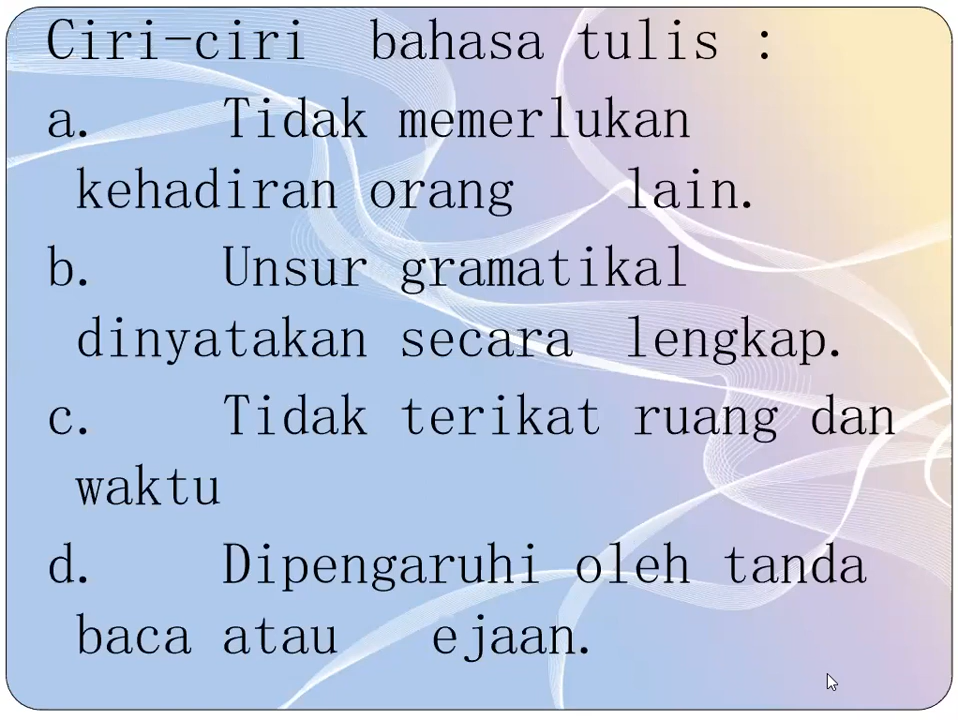 Ciri-ciri bahasa tulis :
a. Tidak memerlukan
kehadiran orang lain.
b. Unsur gramatikal
dinyatakan secara lengkap.
c. Tidak terikat ruang dan
waktu
d. Dipengaruhi oleh tanda
baca atau ejaan.